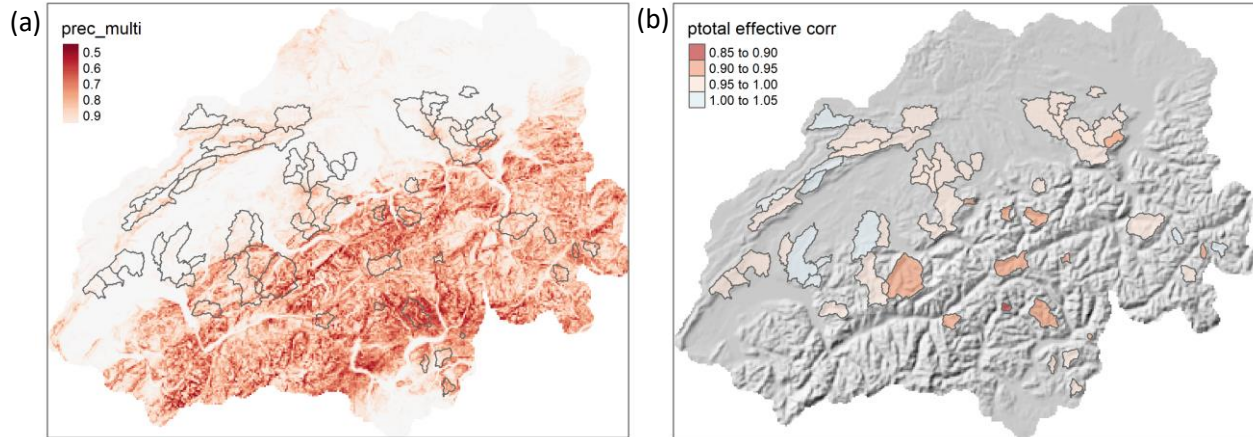 (a)
prec_multi
0.5
0.6
0.7
0.8
0.9
(b)
ptotal effective corr
0.85 to 0.90
0.90 to 0.95
0.95 to 1.00
1.00 to 1.05